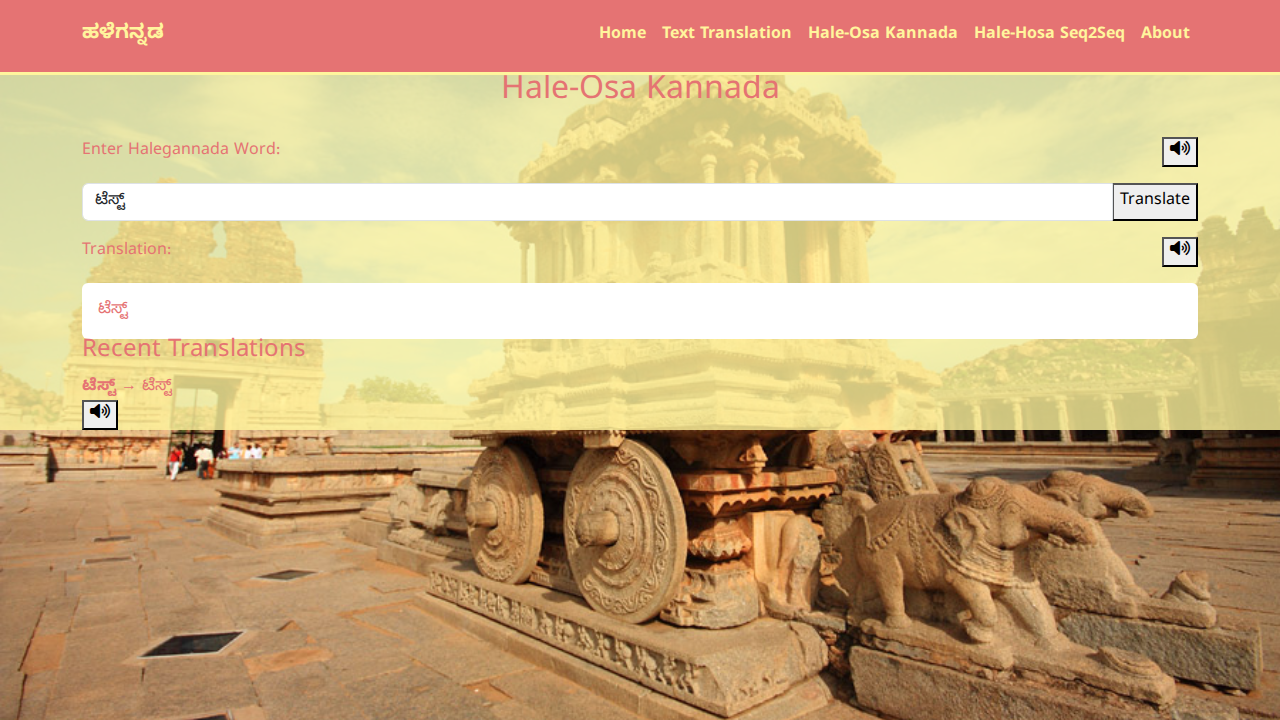 ಹಳೆಗನ್ನಡ
Home Text Translation Hale-Osa Kannada Hale-Hosa Seq2Seq About
Hale-Osa Kannada
Enter Halegannada Word:
ಟೆಸ್ಟ್ Translate
Translation:
ಟೆಸ್ಟ್
Recent Translations
ಟೆಸ್ಟ್ → ಟೆಸ್ಟ್